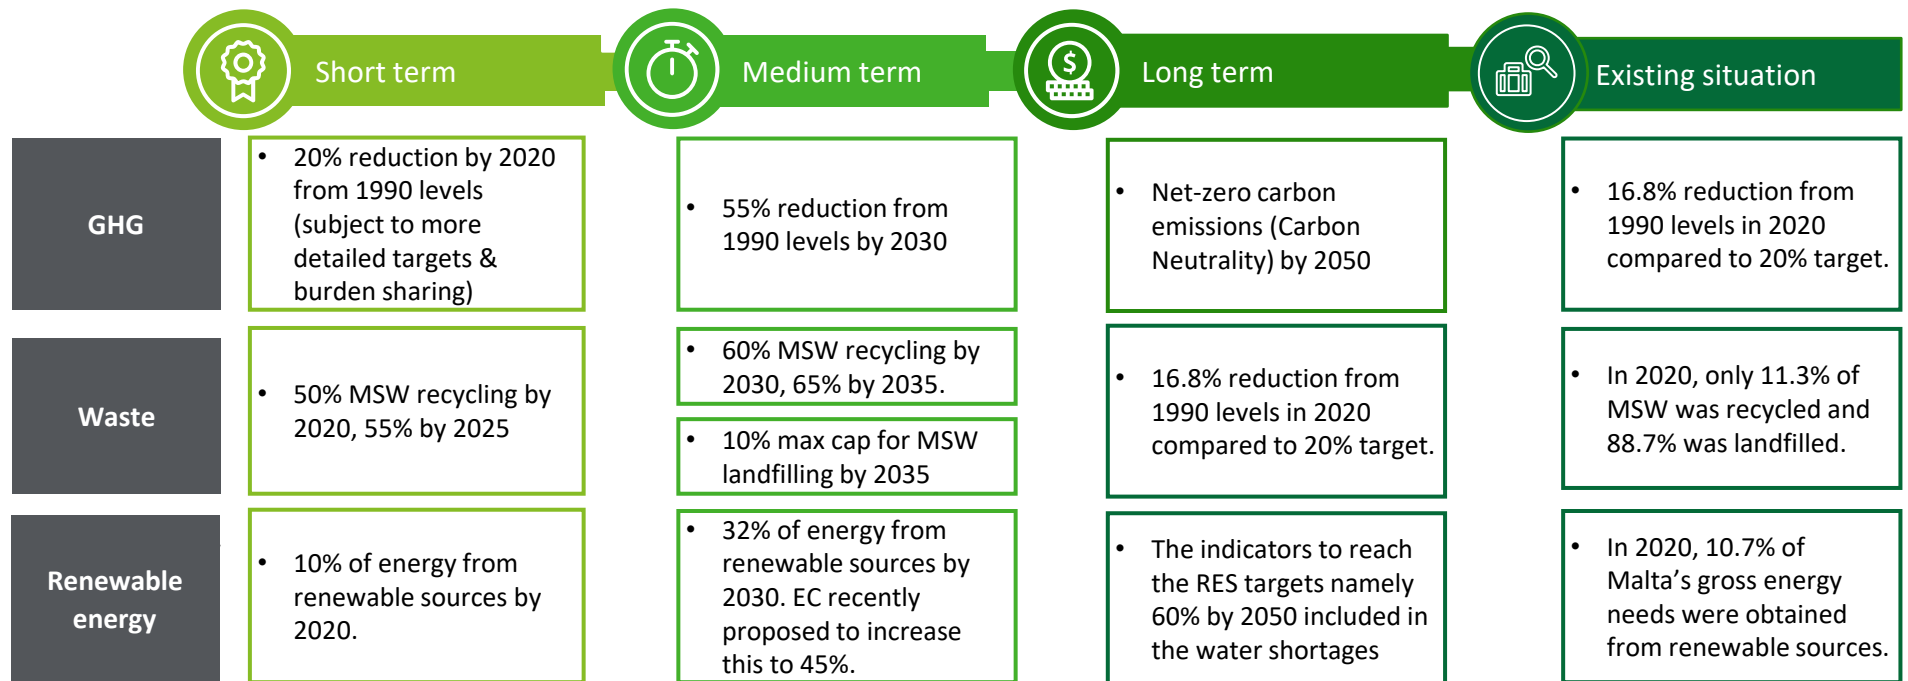 Short term
Medium term
$
Long term
Existing situation
GHG
• 20% reduction by 2020
from 1990 levels
(subject to more
detailed targets &
burden sharing)
• 55% reduction from
1990 levels by 2030
• Net-zero carbon
emissions (Carbon
Neutrality) by 2050
• 16.8% reduction from
1990 levels in 2020
compared to 20% target.
Waste
• 50% MSW recycling by
2020, 55% by 2025
• 60% MSW recycling by
2030, 65% by 2035.
• 10% max cap for MSW
landfilling by 2035
• 16.8% reduction from
1990 levels in 2020
compared to 20% target.
• In 2020, only 11.3% of
MSW was recycled and
88.7% was landfilled.
Renewable
energy
• 10% of energy from
renewable sources by
2020.
• 32% of energy from
renewable sources by
2030. EC recently
proposed to increase
this to 45%.
• The indicators to reach
the RES targets namely
60% by 2050 included in
the water shortages
• In 2020, 10.7% of
Malta’s gross energy
needs were obtained
from renewable sources.